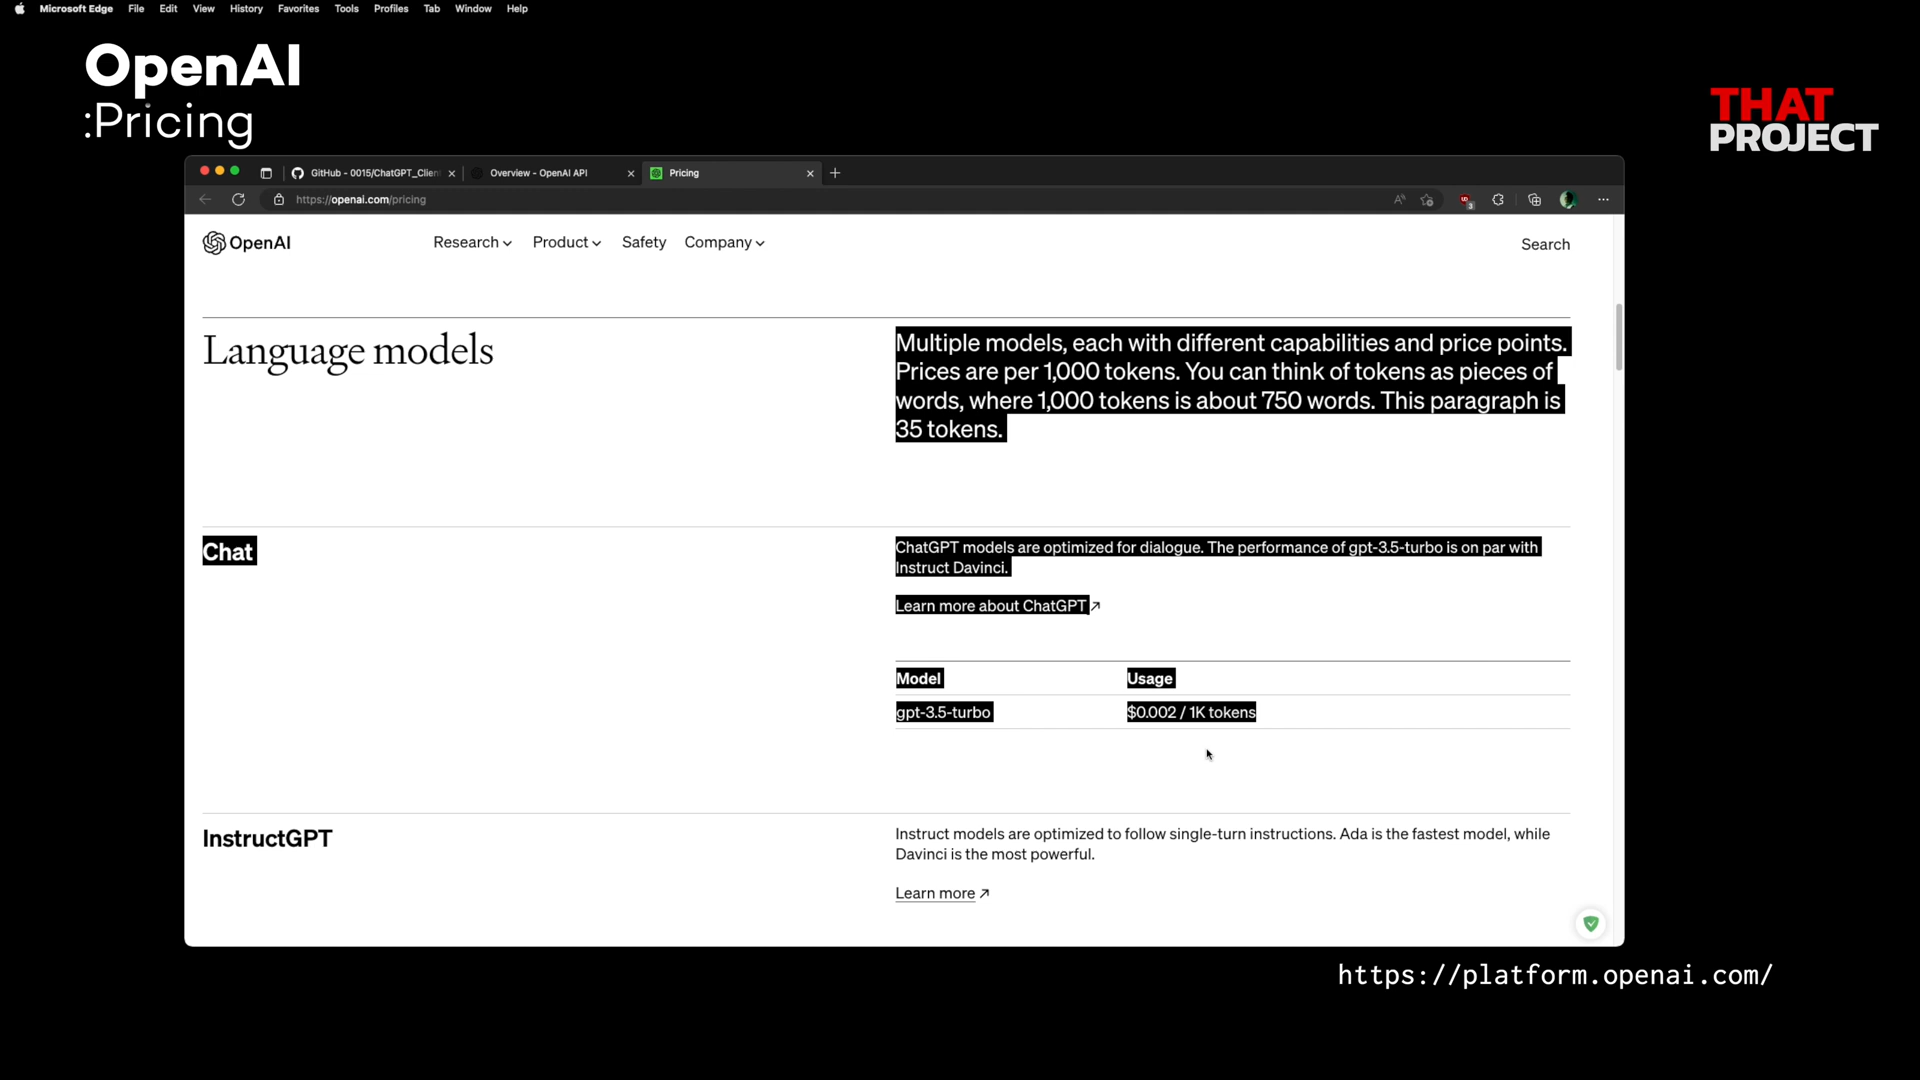 Microsoft Edge File Edit View History Favorites Tools Profiles Tab Window Help
OpenAI
:Pricing
THAT
PROJECT
GitHub - 0015/ChatGPT_Clien
Overview - OpenAI API
Pricing
https://openai.com/pricing
OpenAI
Research
Product
Safety
Company
Search
Language models
Multiple models, each with different capabilities and price points.
Prices are per 1,000 tokens. You can think of tokens as pieces of
words, where 1,000 tokens is about 750 words. This paragraph is
35 tokens.
Chat
ChatGPT models are optimized for dialogue. The performance of gpt-3.5-turbo is on par with
Instruct Davinci.
Learn more about ChatGPT
Model Usage
gpt-3.5-turbo $0.002 / 1K tokens
InstructGPT
Instruct models are optimized to follow single-turn instructions. Ada is the fastest model, while
Davinci is the most powerful.
Learn more
https://platform.openai.com/